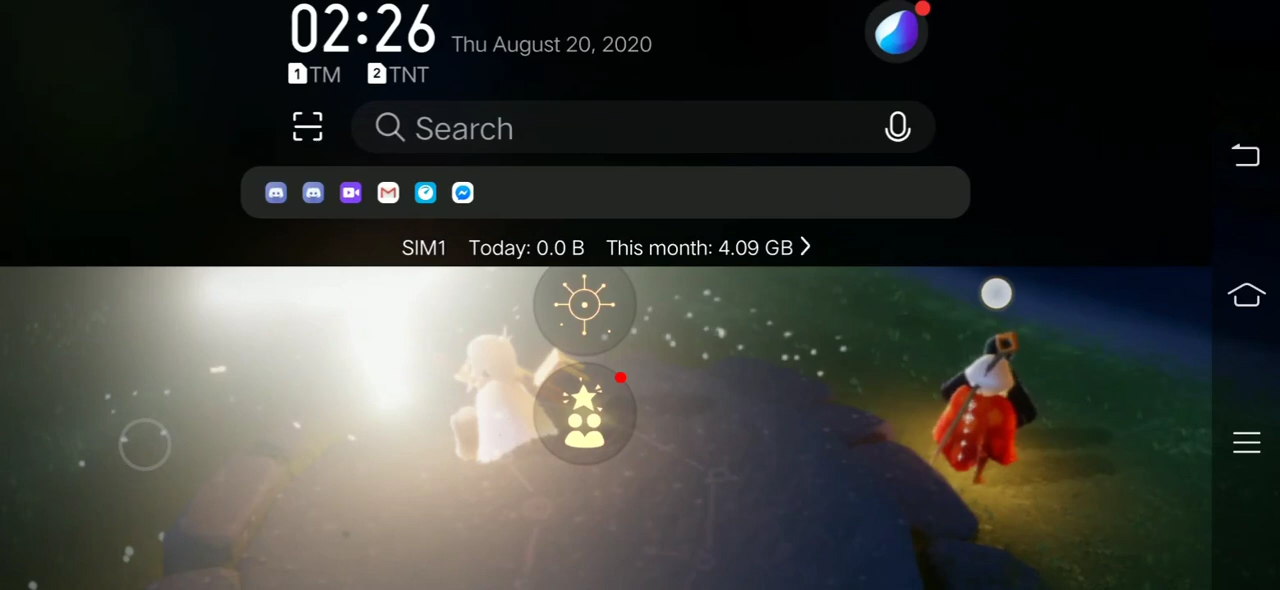 02:26 Thu August 20, 2020
1 TM 2 TNT
Search
SIM1 Today: 0.0 B This month: 4.09 GB